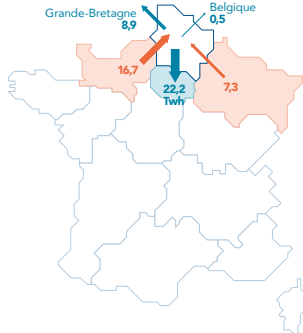 Grande-Bretagne
8,9
Belgique
0,5
16,7
22,2
Twh
7,3